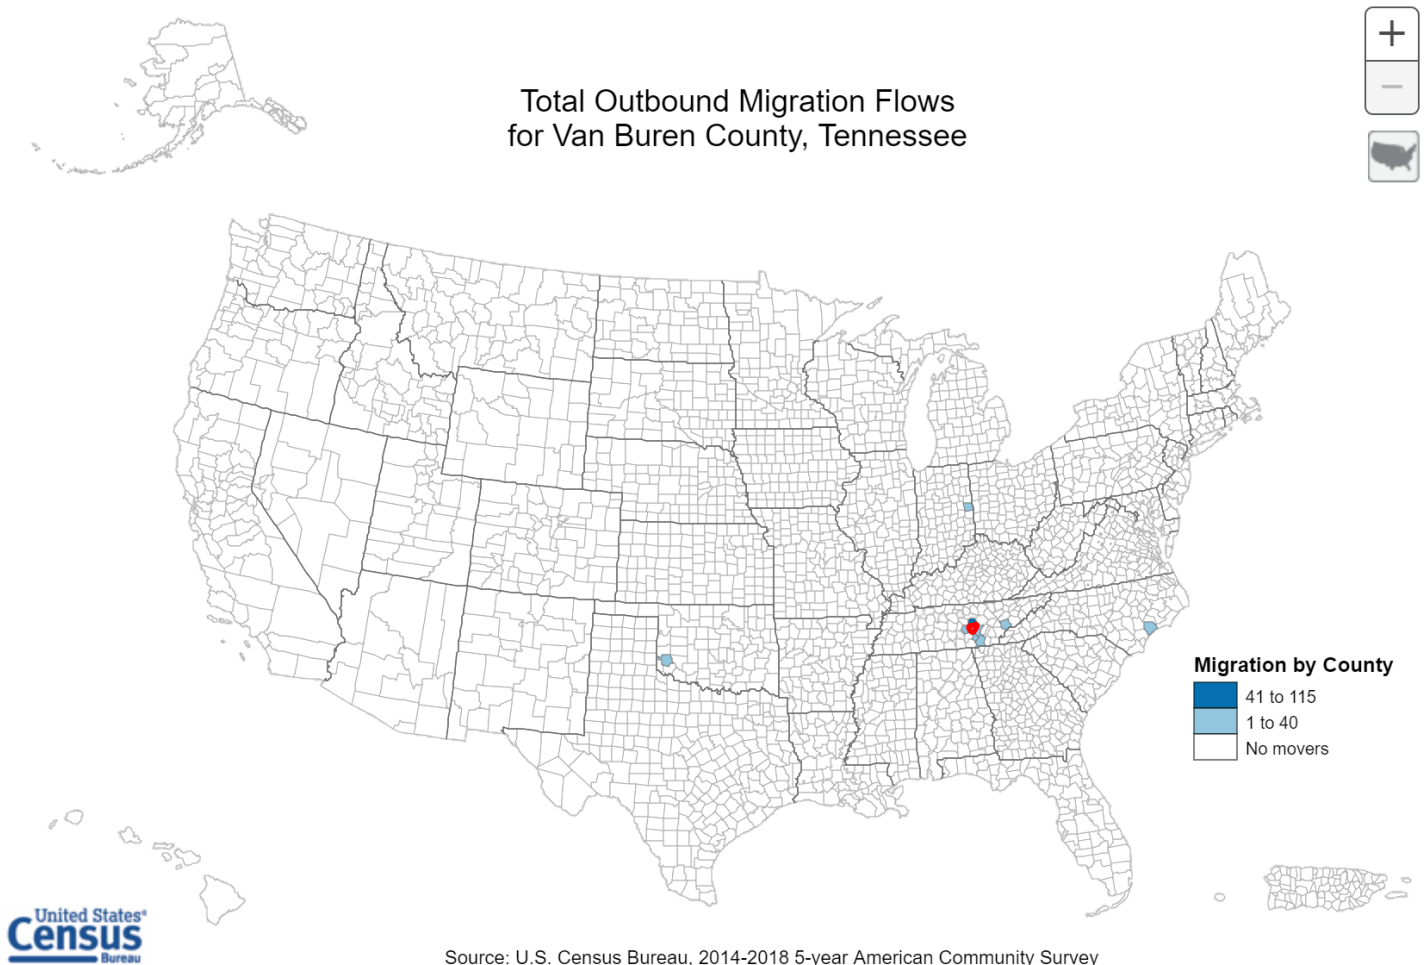 +
−
Total Outbound Migration Flows
for Van Buren County, Tennessee
Migration by County
41 to 115
1 to 40
No movers
United States®
Census
Bureau
Source: U.S. Census Bureau, 2014-2018 5-year American Community Survey